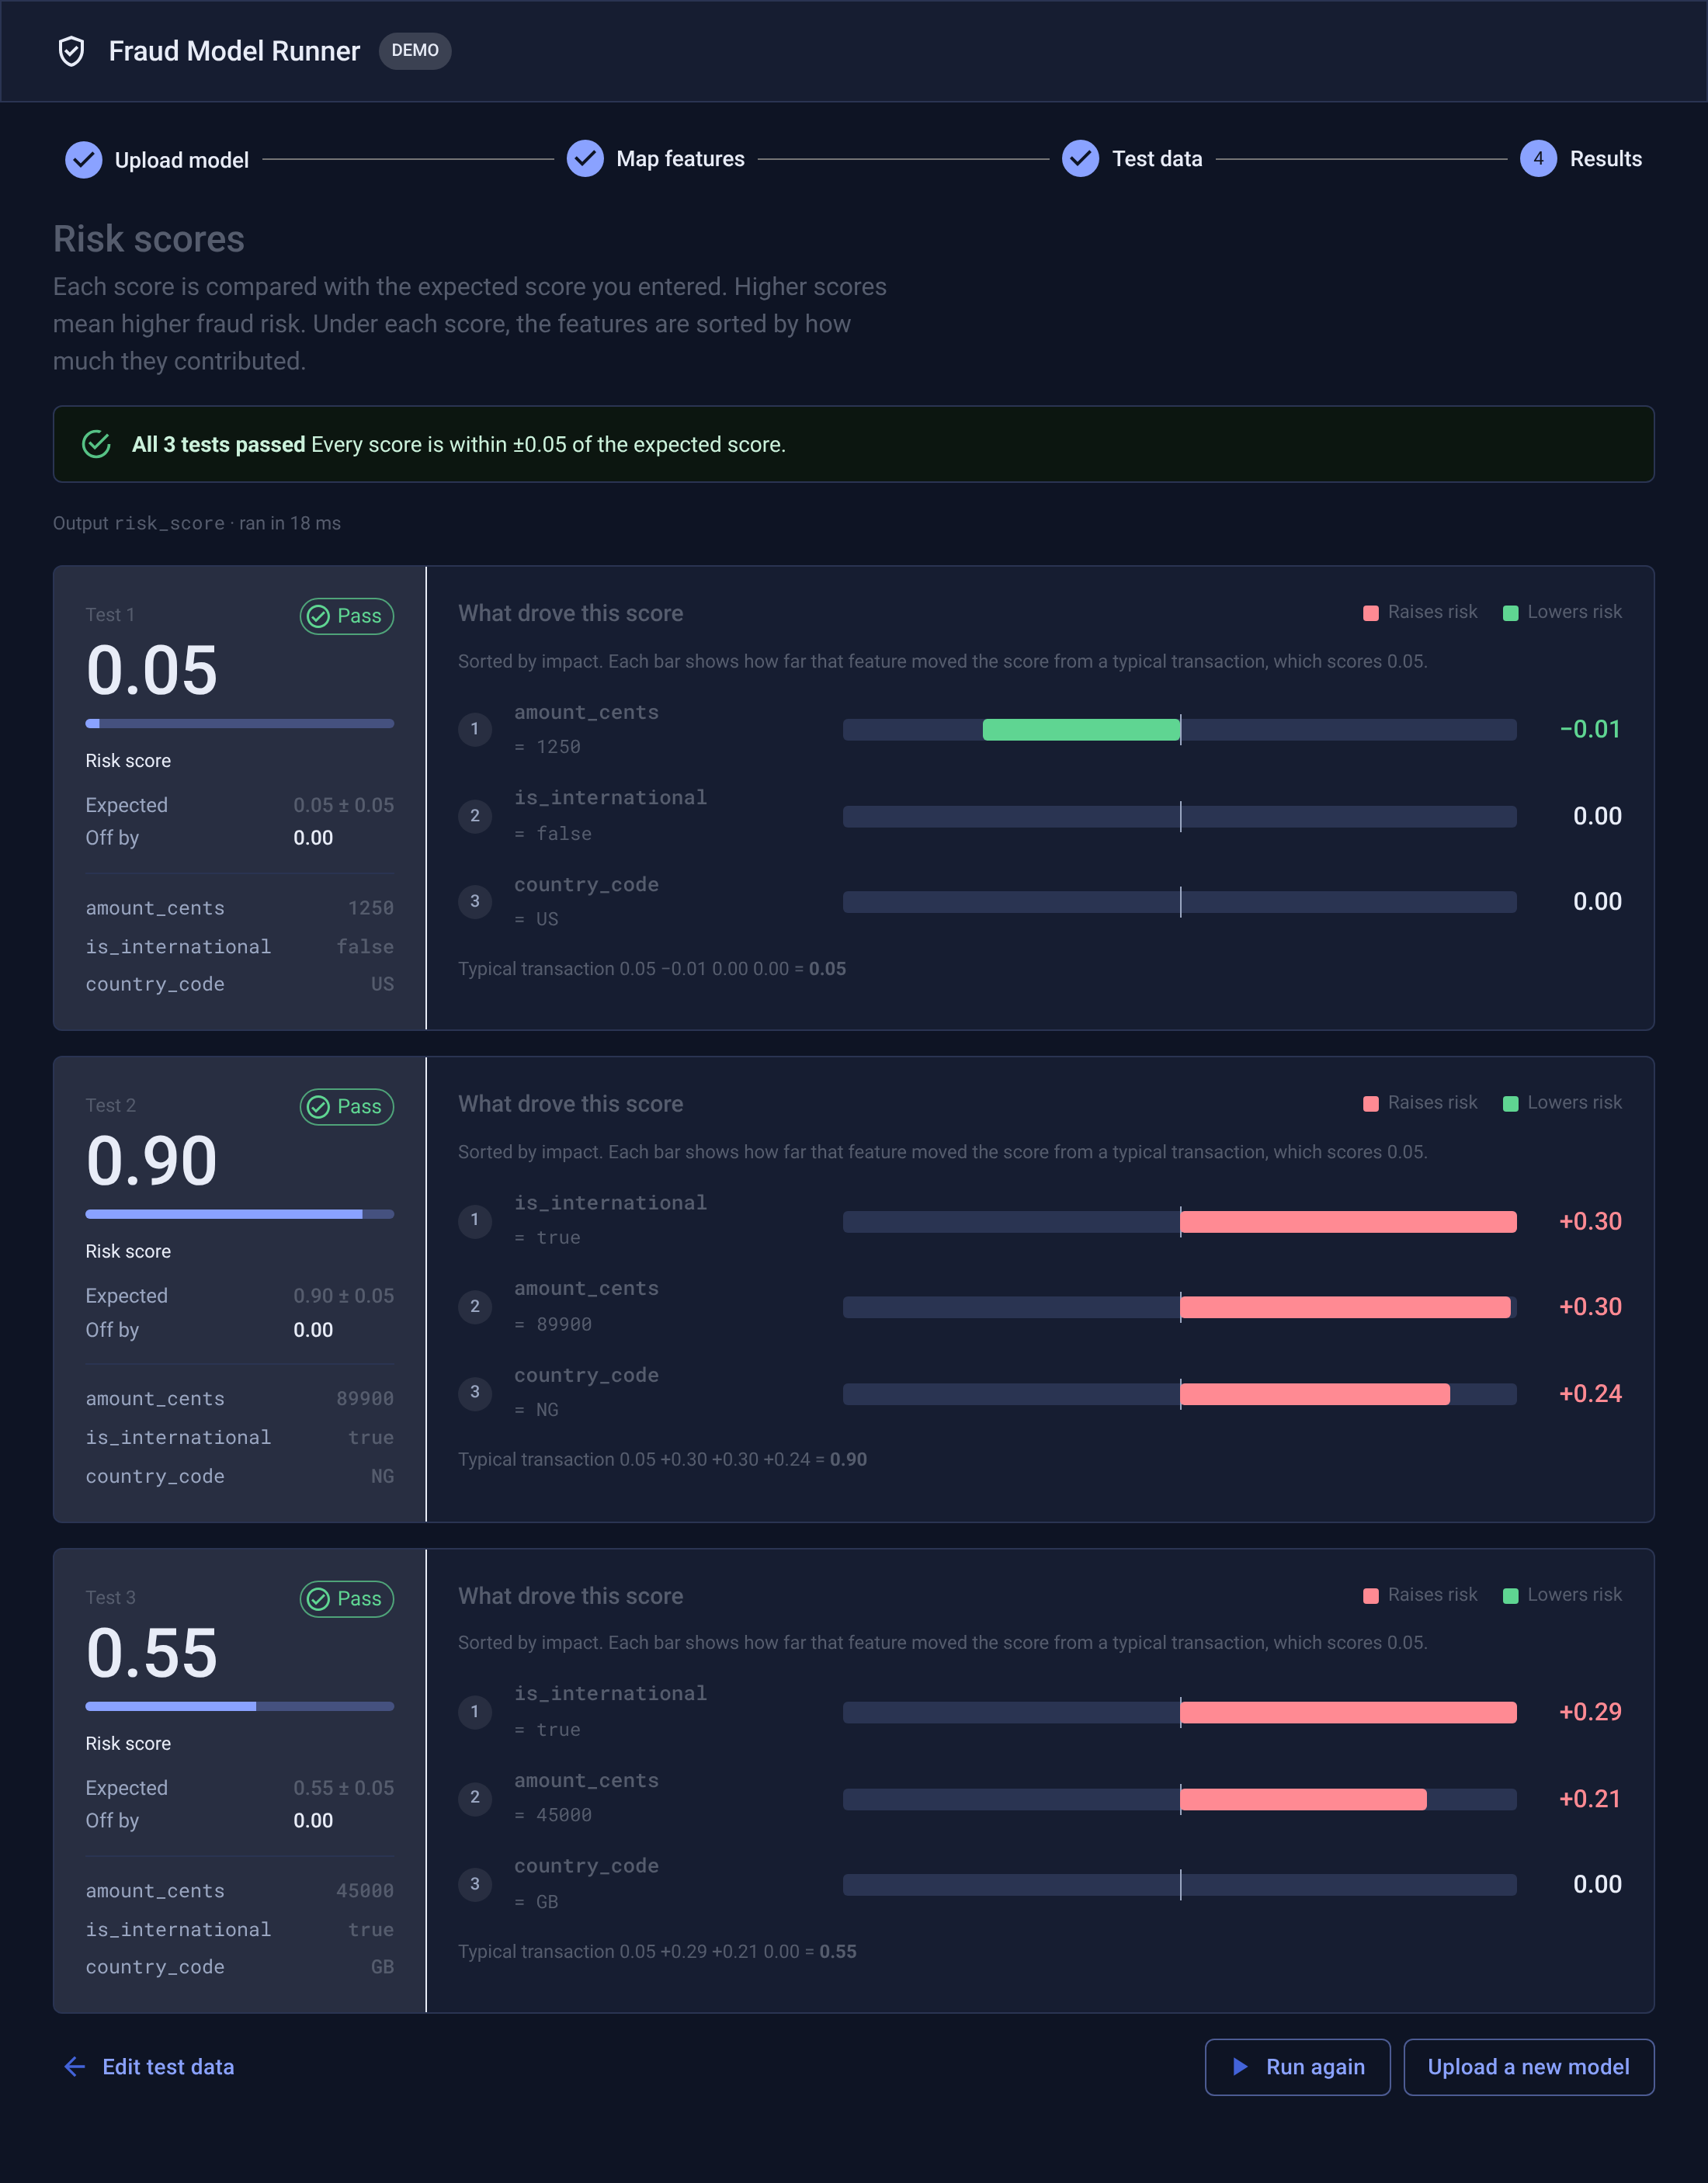 Fraud Model Runner DEMO
Upload model
Map features
Test data
4 Results
Risk scores
Each score is compared with the expected score you entered. Higher scores
mean higher fraud risk. Under each score, the features are sorted by how
much they contributed.
All 3 tests passed Every score is within ±0.05 of the expected score.
Output risk_score · ran in 18 ms
Test 1
Pass
0.05
Risk score
Expected 0.05 ± 0.05
Off by 0.00
amount_cents 1250
is_international false
country_code US
What drove this score
Raises risk
Lowers risk
Sorted by impact. Each bar shows how far that feature moved the score from a typical transaction, which scores 0.05.
1 amount_cents
= 1250
−0.01
2 is_international
= false
0.00
3 country_code
= US
0.00
Typical transaction 0.05 −0.01 0.00 0.00 = 0.05
Test 2
Pass
0.90
Risk score
Expected 0.90 ± 0.05
Off by 0.00
amount_cents 89900
is_international true
country_code NG
What drove this score
Raises risk
Lowers risk
Sorted by impact. Each bar shows how far that feature moved the score from a typical transaction, which scores 0.05.
1 is_international
= true
+0.30
2 amount_cents
= 89900
+0.30
3 country_code
= NG
+0.24
Typical transaction 0.05 +0.30 +0.30 +0.24 = 0.90
Test 3
Pass
0.55
Risk score
Expected 0.55 ± 0.05
Off by 0.00
amount_cents 45000
is_international true
country_code GB
What drove this score
Raises risk
Lowers risk
Sorted by impact. Each bar shows how far that feature moved the score from a typical transaction, which scores 0.05.
1 is_international
= true
+0.29
2 amount_cents
= 45000
+0.21
3 country_code
= GB
0.00
Typical transaction 0.05 +0.29 +0.21 0.00 = 0.55
Edit test data
Run again
Upload a new model